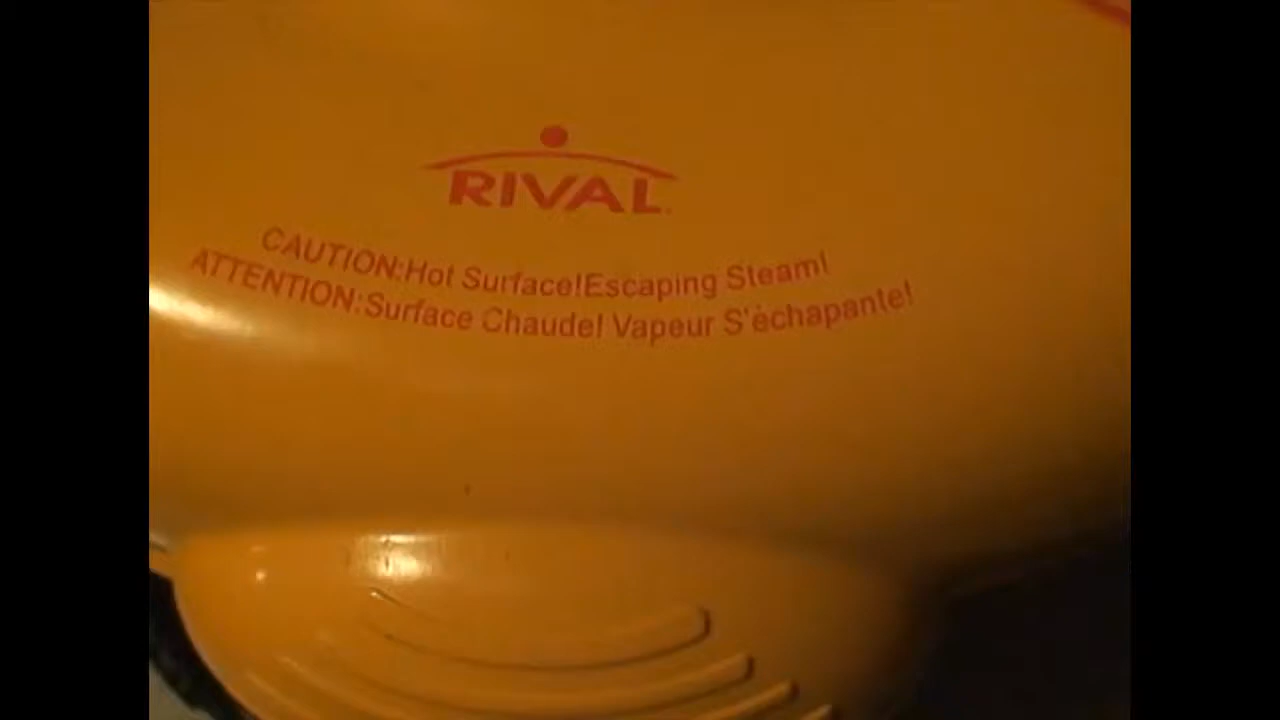 RIVAL
CAUTION:Hot Surface!Escaping Steam!
ATTENTION:Surface Chaude! Vapeur S'échapante!